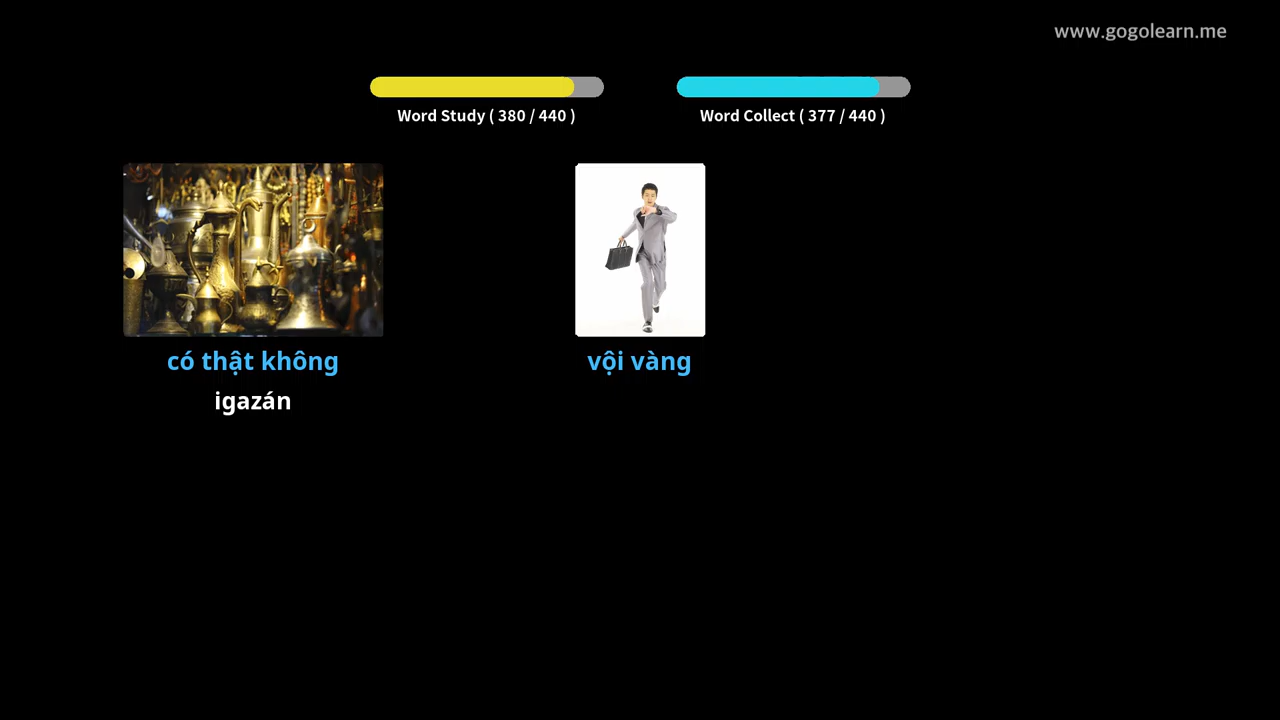 www.gogolearn.me
Word Study ( 380 / 440 )
Word Collect ( 377 / 440 )
có thật không
igazán
vội vàng